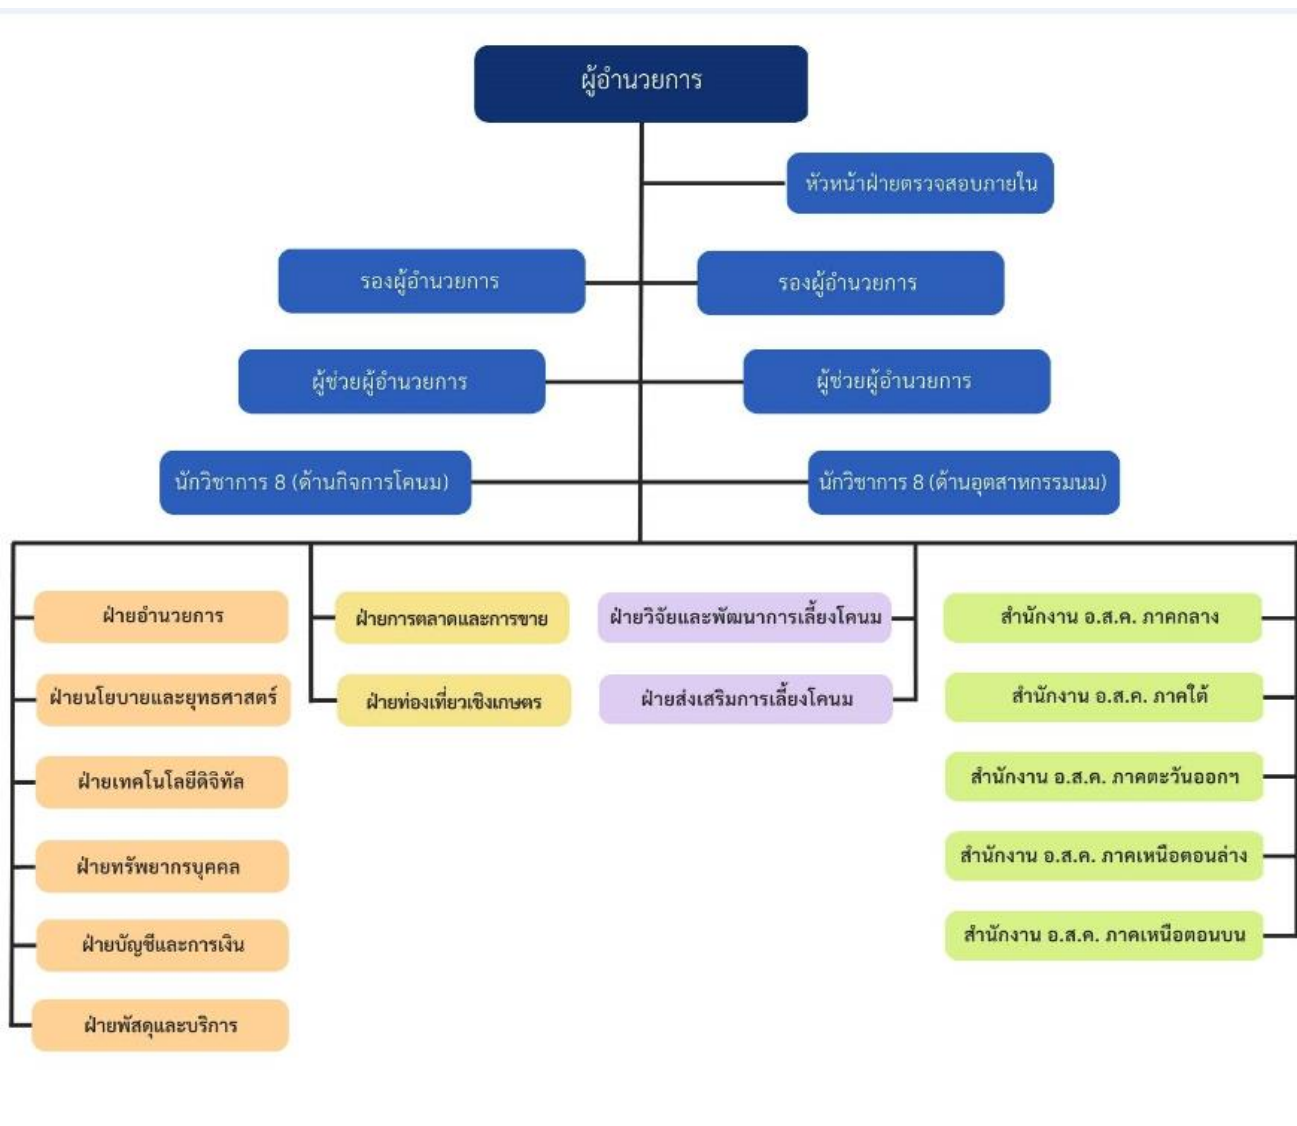 ผู้อำนวยการ
หัวหน้าฝ่ายตรวจสอบภายใน
รองผู้อำนวยการ
รองผู้อำนวยการ
ผู้ช่วยผู้อำนวยการ
ผู้ช่วยผู้อำนวยการ
นักวิชาการ 8 (ด้านกิจการโคนม)
นักวิชาการ 8 (ด้านอุตสาหกรรมนม)
ฝ่ายอำนวยการ
ฝ่ายนโยบายและยุทธศาสตร์
ฝ่ายเทคโนโลยีดิจิทัล
ฝ่ายทรัพยากรบุคคล
ฝ่ายบัญชีและการเงิน
ฝ่ายพัสดุและบริการ
ฝ่ายการตลาดและการขาย
ฝ่ายท่องเที่ยวเชิงเกษตร
ฝ่ายวิจัยและพัฒนาการเลี้ยงโคนม
ฝ่ายส่งเสริมการเลี้ยงโคนม
สำนักงาน อ.ส.ค. ภาคกลาง
สำนักงาน อ.ส.ค. ภาคใต้
สำนักงาน อ.ส.ค. ภาคตะวันออกฯ
สำนักงาน อ.ส.ค. ภาคเหนือตอนล่าง
สำนักงาน อ.ส.ค. ภาคเหนือตอนบน